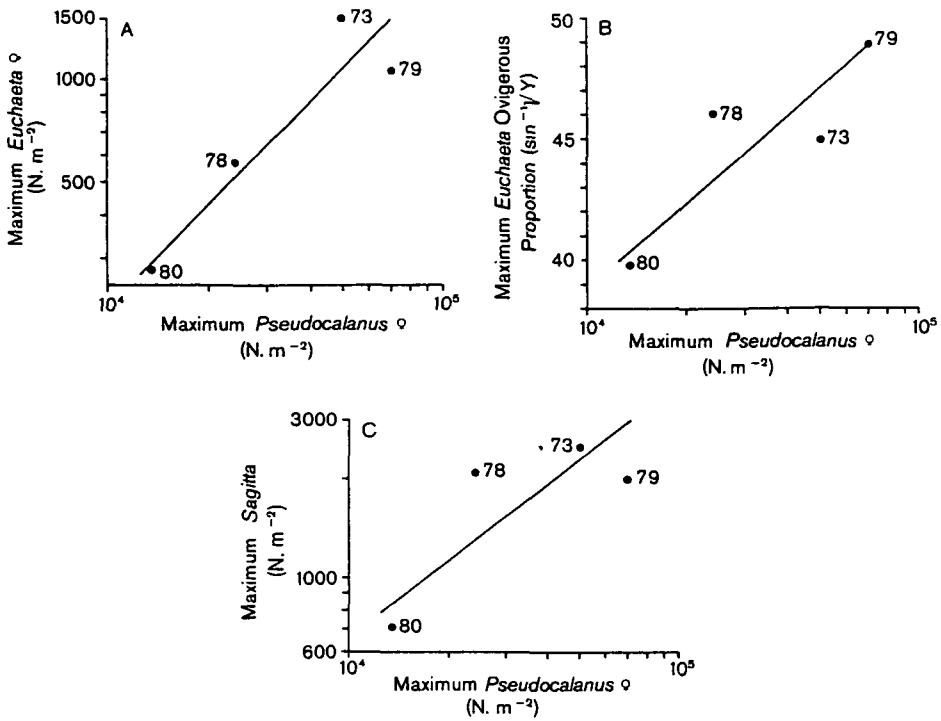 A
Maximum Euchaeta ♀
(N. m⁻²)
1500
1000
500
73
79
78
80
10⁴
10⁵
Maximum Pseudocalanus ♀
(N. m⁻²)
B
Maximum Euchaeta Ovigerous
Proportion (sin⁻¹√Y)
50
45
40
79
78
73
80
10⁴
10⁵
Maximum Pseudocalanus ♀
(N. m⁻²)
C
Maximum Sagitta
(N. m⁻²)
3000
1000
600
73
78
79
80
10⁴
10⁵
Maximum Pseudocalanus ♀
(N. m⁻²)